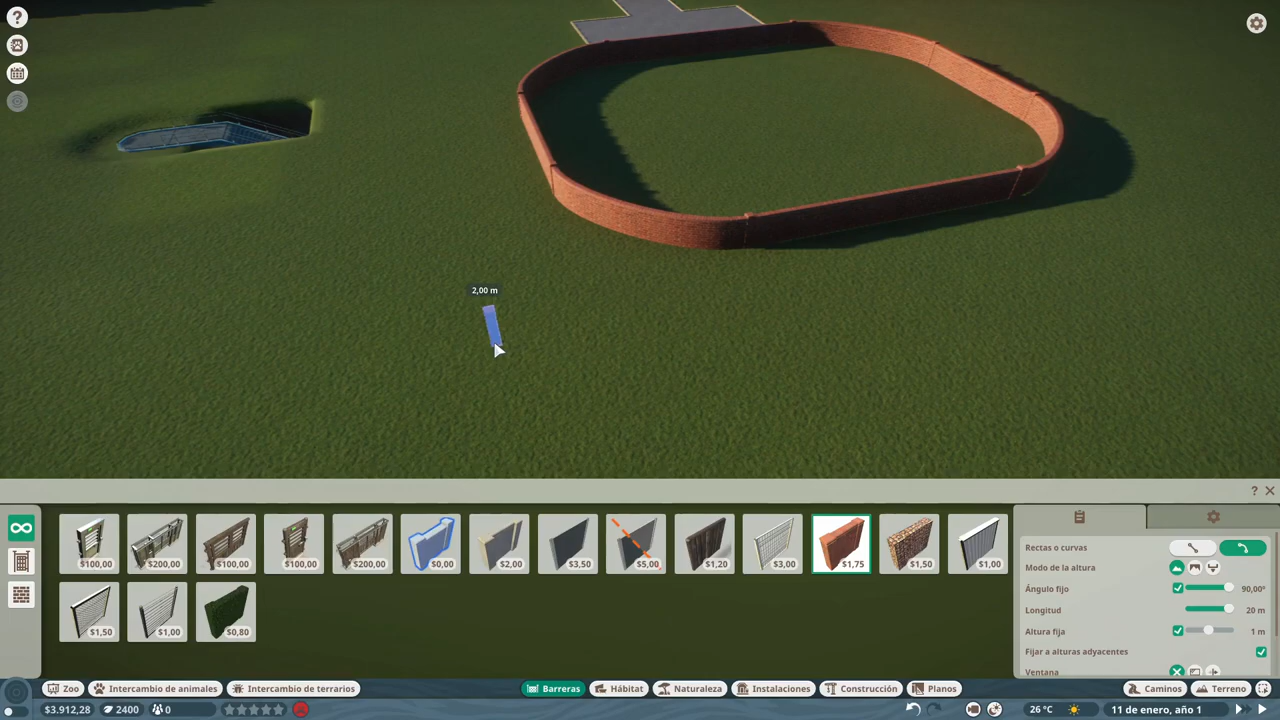 2,00 m
$100,00
$200,00
$100,00
$100,00
$200,00
$0,00
$2,00
$3,50
$5,00
$1,20
$3,00
$1,75
$1,50
$1,00
$1,50
$1,00
$0,80
Rectas o curvas
Modo de la altura
Ángulo fijo 90,00°
Longitud 20 m
Altura fija 1 m
Fijar a alturas adyacentes
Ventana
Zoo
Intercambio de animales
Intercambio de terrarios
Barreras
Hábitat
Naturaleza
Instalaciones
Construcción
Planos
Caminos
Terreno
$3.912,28
2400
0
26 °C
11 de enero, año 1